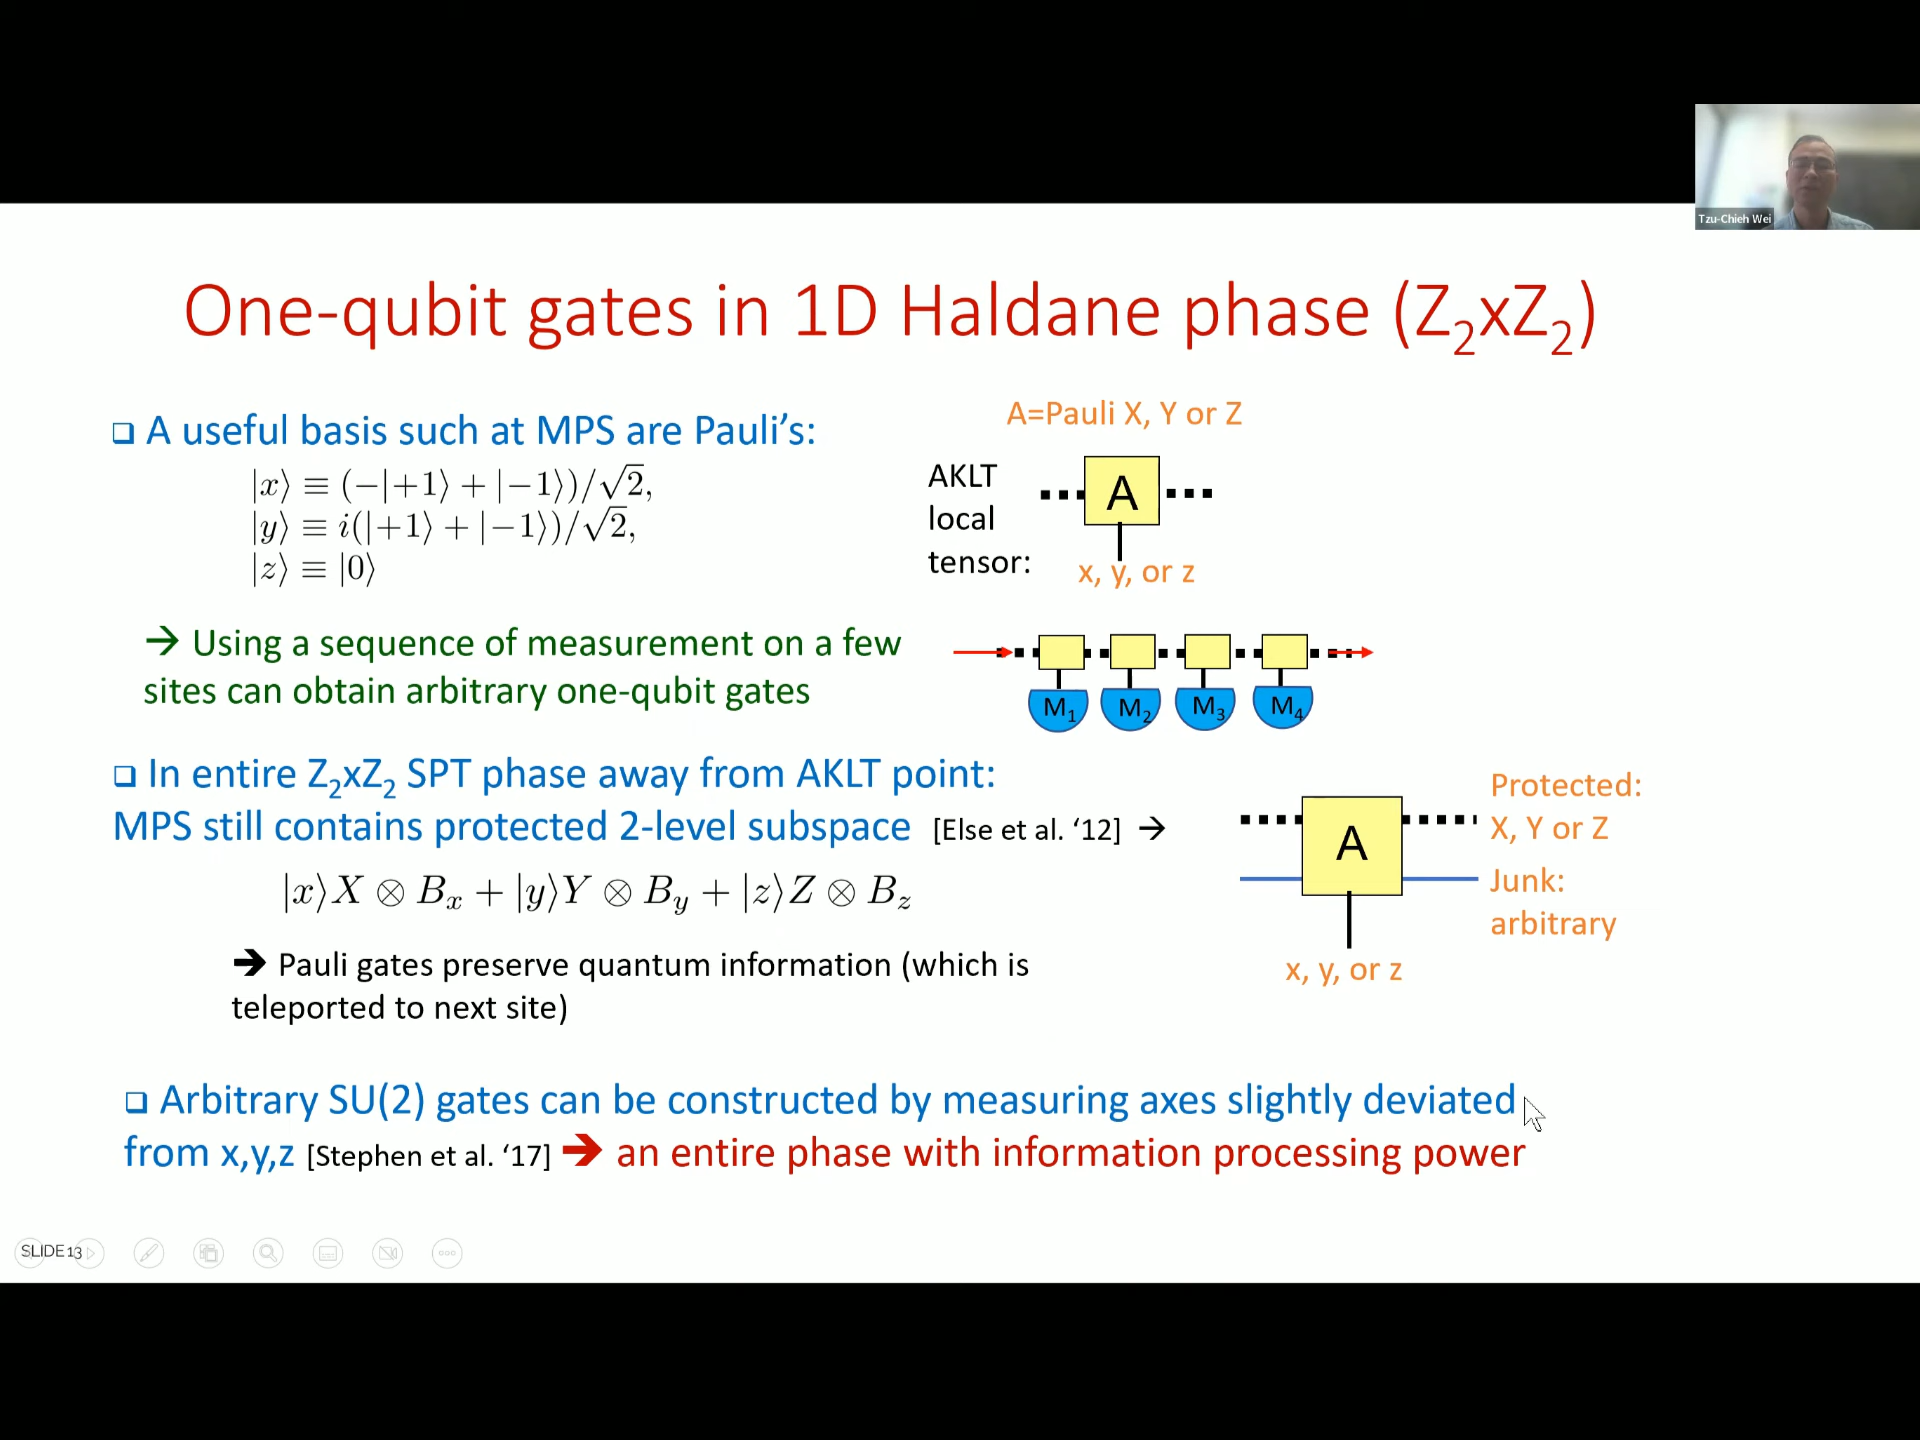 Tzu-Chieh Wei
One-qubit gates in 1D Haldane phase (Z₂xZ₂)
❑ A useful basis such at MPS are Pauli's:
|x⟩ ≡ (−|+1⟩ + |−1⟩)/√2,
|y⟩ ≡ i(|+1⟩ + |−1⟩)/√2,
|z⟩ ≡ |0⟩
A=Pauli X, Y or Z
AKLT
local
tensor:
A
x, y, or z
→ Using a sequence of measurement on a few
sites can obtain arbitrary one-qubit gates
M₁ M₂ M₃ M₄
❑ In entire Z₂xZ₂ SPT phase away from AKLT point:
MPS still contains protected 2-level subspace [Else et al. '12] →
|x⟩X ⊗ Bₓ + |y⟩Y ⊗ B_y + |z⟩Z ⊗ B_z
➔ Pauli gates preserve quantum information (which is
teleported to next site)
A
Protected:
X, Y or Z
Junk:
arbitrary
x, y, or z
❑ Arbitrary SU(2) gates can be constructed by measuring axes slightly deviated
from x,y,z [Stephen et al. '17] ➔ an entire phase with information processing power
SLIDE 13